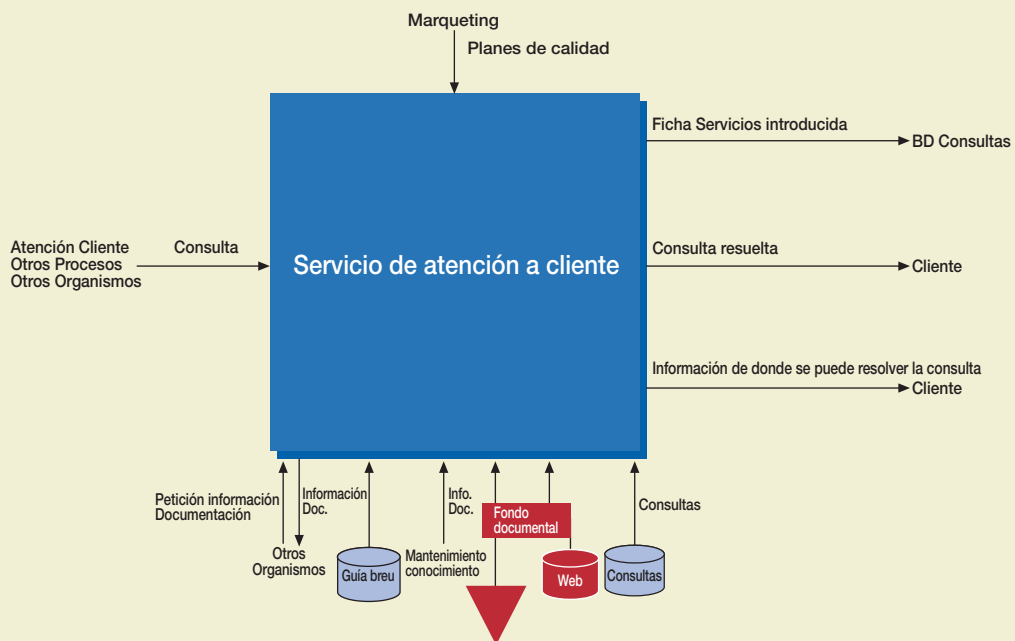 Marqueting
Planes de calidad
Ficha Servicios introducida
BD Consultas
Atención Cliente
Otros Procesos
Otros Organismos
Consulta
Servicio de atención a cliente
Consulta resuelta
Cliente
Información de donde se puede resolver la consulta
Cliente
Petición información
Documentación
Información
Doc.
Otros
Organismos
Guía breu
Info.
Doc.
Mantenimiento
conocimiento
Fondo
documental
Web
Consultas
Consultas